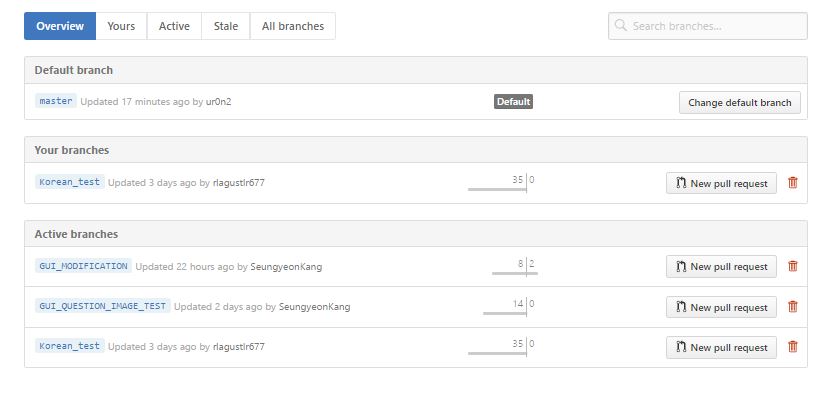 Overview Yours Active Stale All branches Search branches...
Default branch
master Updated 17 minutes ago by ur0n2 Default Change default branch
Your branches
Korean_test Updated 3 days ago by rlagustlr677 35 0 New pull request
Active branches
GUI_MODIFICATION Updated 22 hours ago by SeungyeonKang 8 2 New pull request
GUI_QUESTION_IMAGE_TEST Updated 2 days ago by SeungyeonKang 14 0 New pull request
Korean_test Updated 3 days ago by rlagustlr677 35 0 New pull request